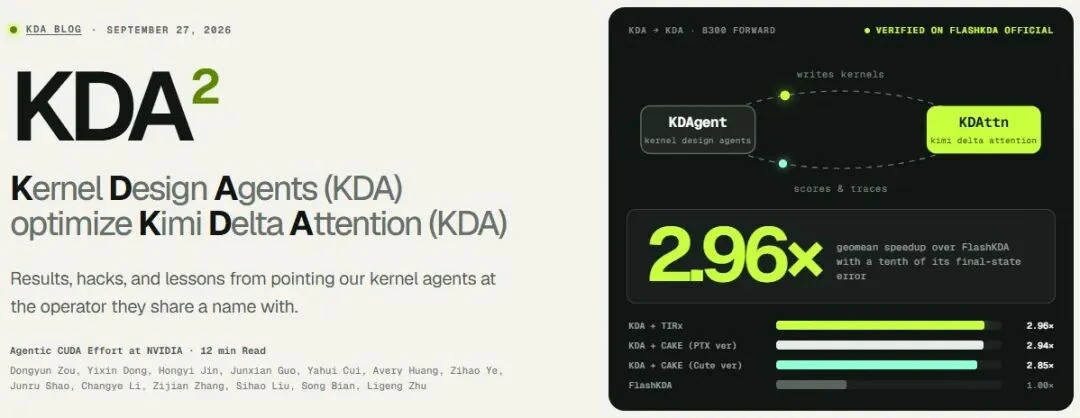 KDA BLOG · SEPTEMBER 27, 2026
KDA²
Kernel Design Agents (KDA)
optimize Kimi Delta Attention (KDA)
Results, hacks, and lessons from pointing our kernel agents at
the operator they share a name with.
Agentic CUDA Effort at NVIDIA · 12 min Read
Dongyun Zou, Yixin Dong, Hongyi Jin, Junxian Guo, Yahui Cui, Avery Huang, Zihao Ye,
Junru Shao, Changye Li, Zijian Zhang, Sihao Liu, Song Bian, Ligeng Zhu
KDA → KDA · B300 FORWARD
VERIFIED ON FLASHKDA OFFICIAL
writes kernels
KDAgent
kernel design agents
KDAttn
kimi delta attention
scores & traces
2.96×
geomean speedup over FlashKDA
with a tenth of its final-state
error
KDA + TIRx 2.96×
KDA + CAKE (PTX ver) 2.94×
KDA + CAKE (Cute ver) 2.85×
FlashKDA 1.00×